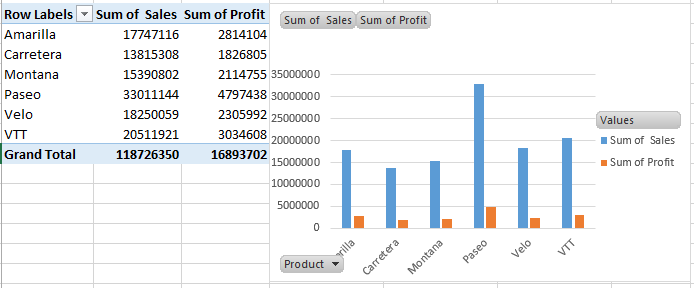 Row Labels Sum of  Sales Sum of Profit
Amarilla 17747116 2814104
Carretera 13815308 1826805
Montana 15390802 2114755
Paseo 33011144 4797438
Velo 18250059 2305992
VTT 20511921 3034608
Grand Total 118726350 16893702
Sum of  Sales Sum of Profit
35000000
30000000
25000000
20000000
15000000
10000000
5000000
0
rilla Carretera Montana Paseo Velo VTT
Product
Values
Sum of  Sales
Sum of Profit